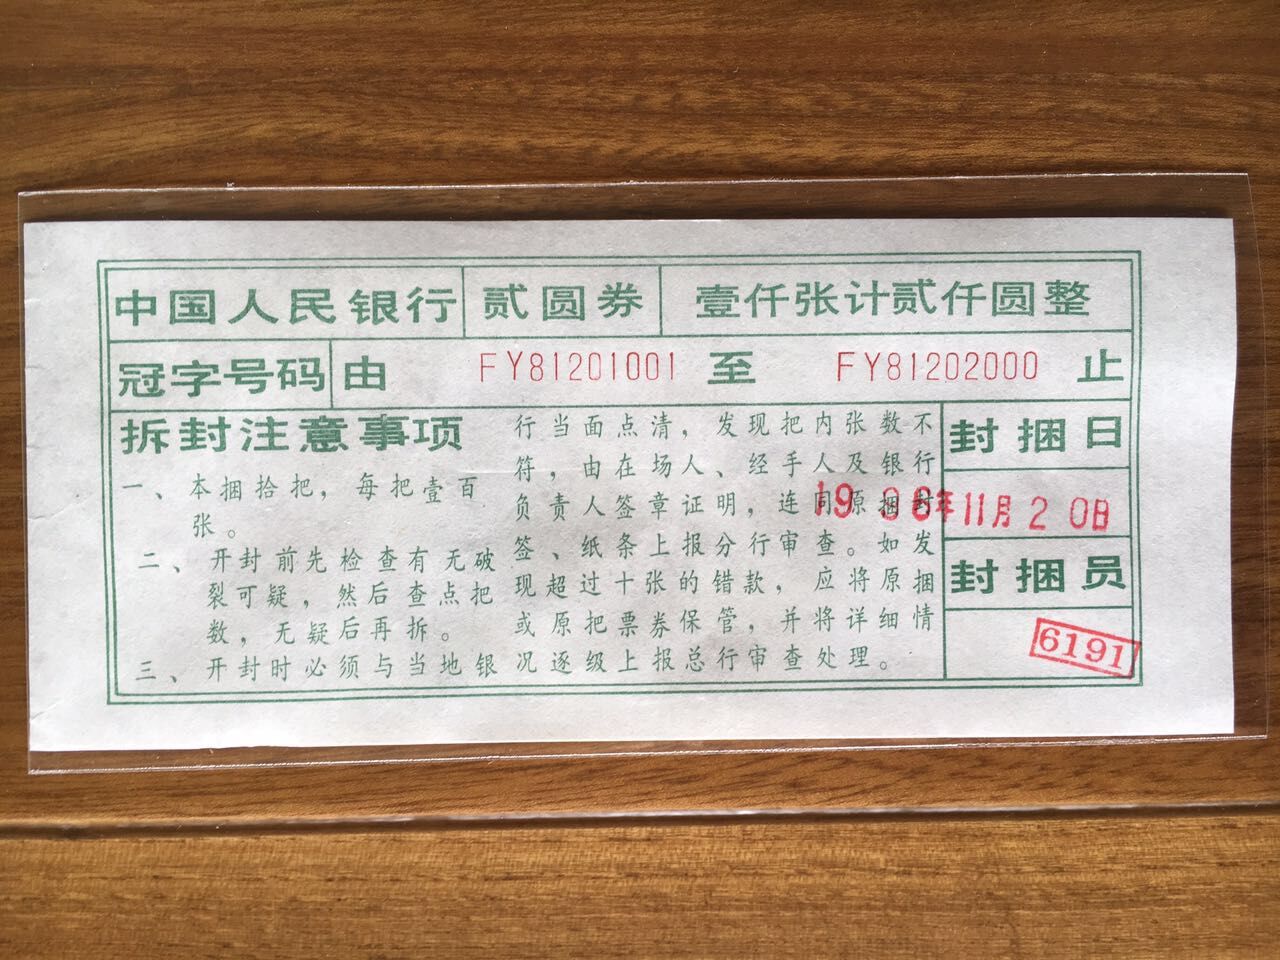 中国人民银行 贰圆券 壹仟张计贰仟圆整
冠字号码 由 FY81201001 至 FY81202000 止
拆封注意事项
一、本捆拾把，每把壹百
张。
二、开封前先检查有无破
裂可疑，然后查点把
数，无疑后再拆。
三、开封时必须与当地银
行当面点清，发现把内张数不
符，由在场人、经手人及银行
负责人签章证明，连同原捆封
签、纸条上报分行审查。如发
现超过十张的错款，应将原捆
或原把票券保管，并将详细情
况逐级上报总行审查处理。
封捆日
19 96年11月20日
封捆员
6191